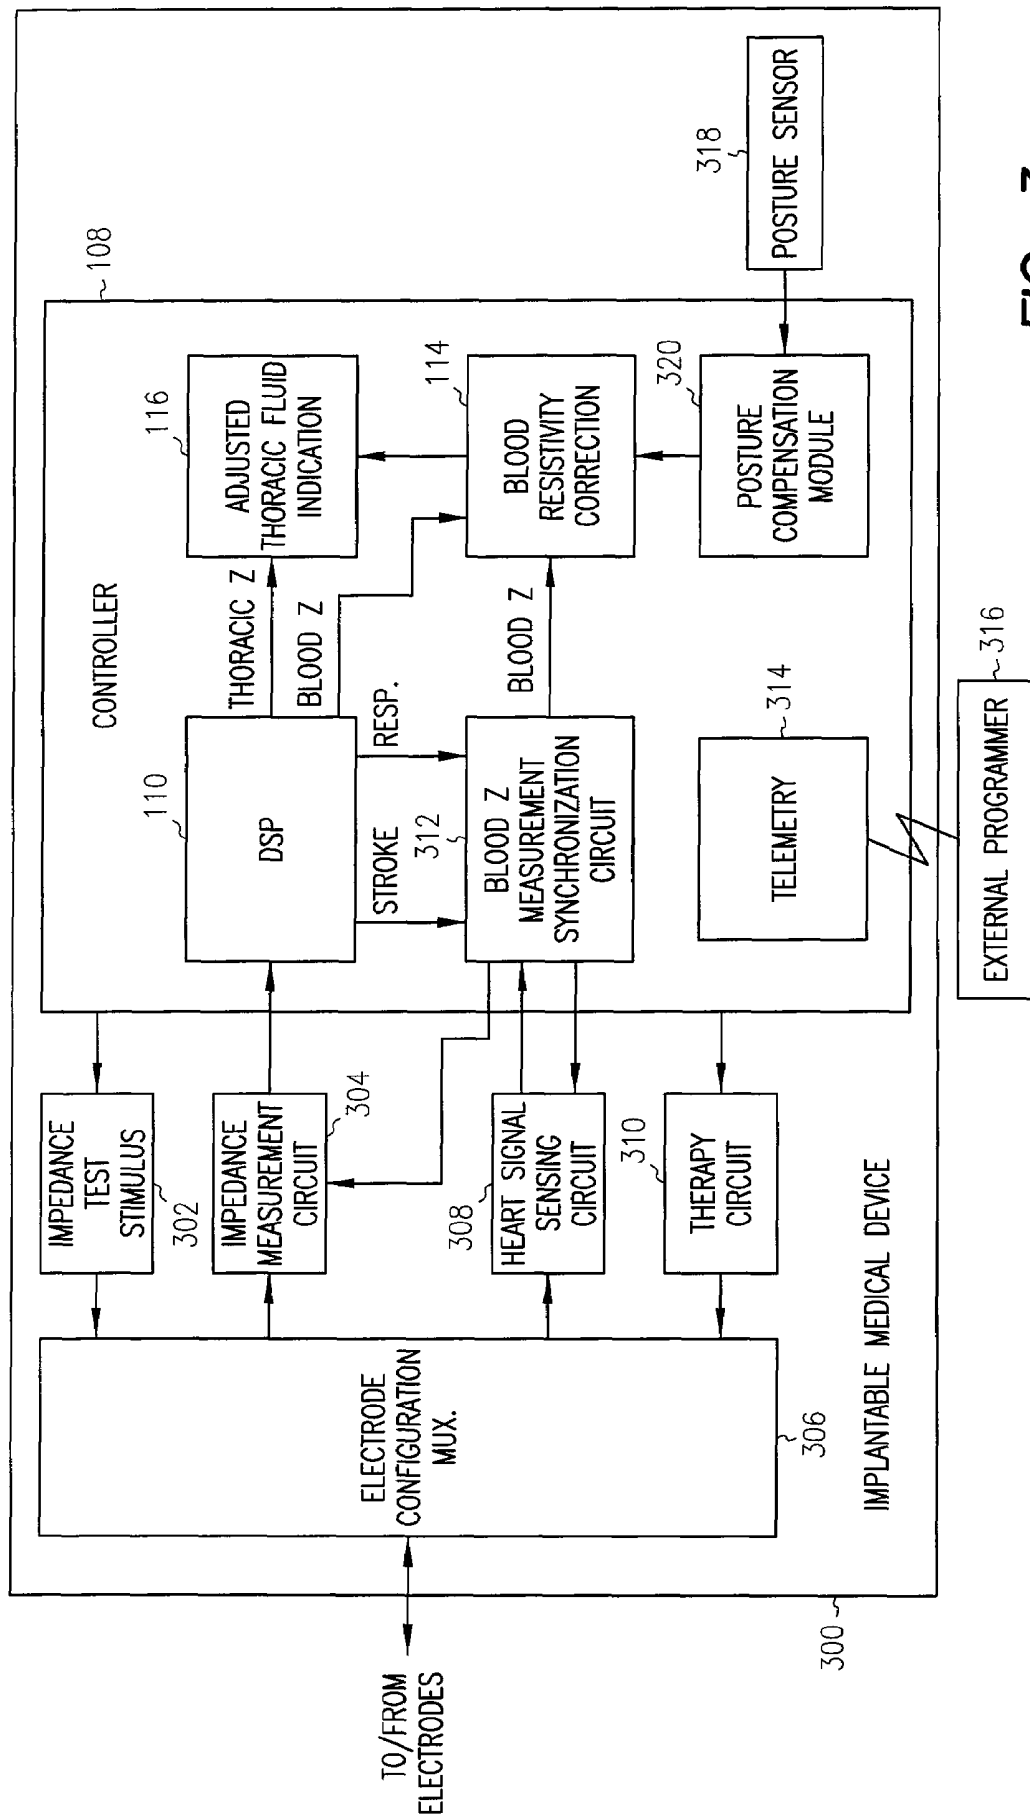 TO/FROM
ELECTRODES
300
ELECTRODE
CONFIGURATION
MUX.
306
IMPLANTABLE MEDICAL DEVICE
IMPEDANCE
TEST
STIMULUS
302
IMPEDANCE
MEASUREMENT
CIRCUIT
304
308
HEART SIGNAL
SENSING
CIRCUIT
310
THERAPY
CIRCUIT
CONTROLLER
108
110
DSP
STROKE
RESP.
THORACIC Z
BLOOD Z
312
BLOOD Z
MEASUREMENT
SYNCHRONIZATION
CIRCUIT
BLOOD Z
TELEMETRY
314
EXTERNAL PROGRAMMER
316
116
ADJUSTED
THORACIC FLUID
INDICATION
114
BLOOD
RESISTIVITY
CORRECTION
320
POSTURE
COMPENSATION
MODULE
318
POSTURE SENSOR